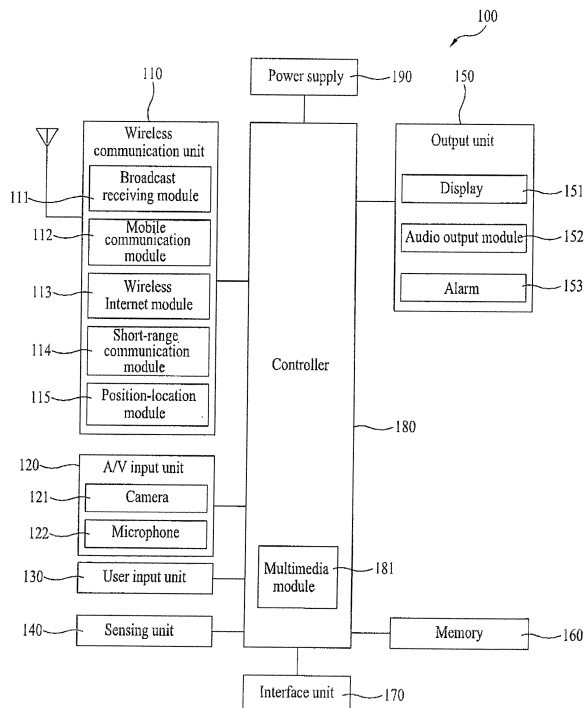 100
Power supply
190
110
Wireless
communication unit
111
Broadcast
receiving module
112
Mobile
communication
module
113
Wireless
Internet module
114
Short-range
communication
module
115
Position-location
module
120
A/V input unit
121
Camera
122
Microphone
130
User input unit
140
Sensing unit
Controller
180
Multimedia
module
181
150
Output unit
Display
151
Audio output module
152
Alarm
153
Memory
160
Interface unit
170